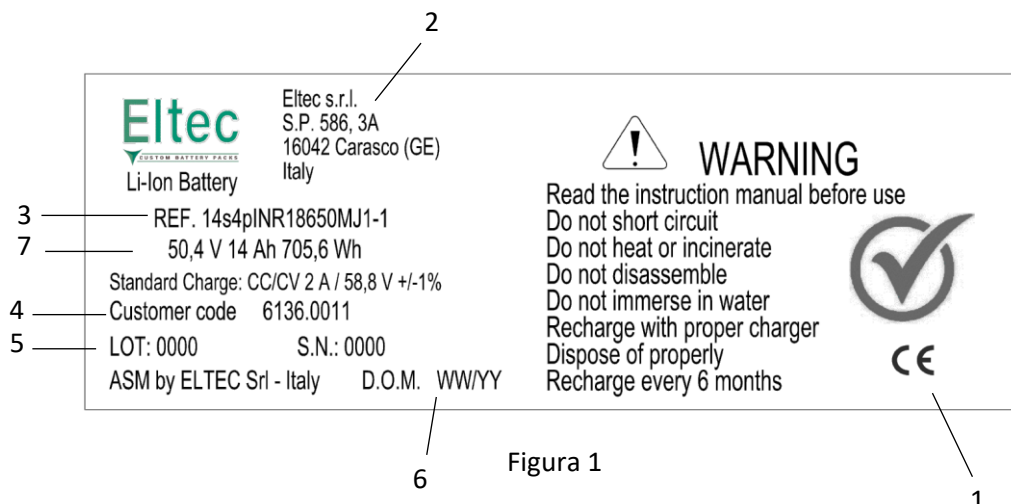 2
Eltec
CUSTOM BATTERY PACKS
Li-Ion Battery
Eltec s.r.l.
S.P. 586, 3A
16042 Carasco (GE)
Italy
3
REF. 14s4pINR18650MJ1-1
7
50,4 V 14 Ah 705,6 Wh
Standard Charge: CC/CV 2 A / 58,8 V +/-1%
4
Customer code 6136.0011
5
LOT: 0000 S.N.: 0000
ASM by ELTEC Srl - Italy D.O.M. WW/YY
WARNING
Read the instruction manual before use
Do not short circuit
Do not heat or incinerate
Do not disassemble
Do not immerse in water
Recharge with proper charger
Dispose of properly
Recharge every 6 months
CE
6
Figura 1
1